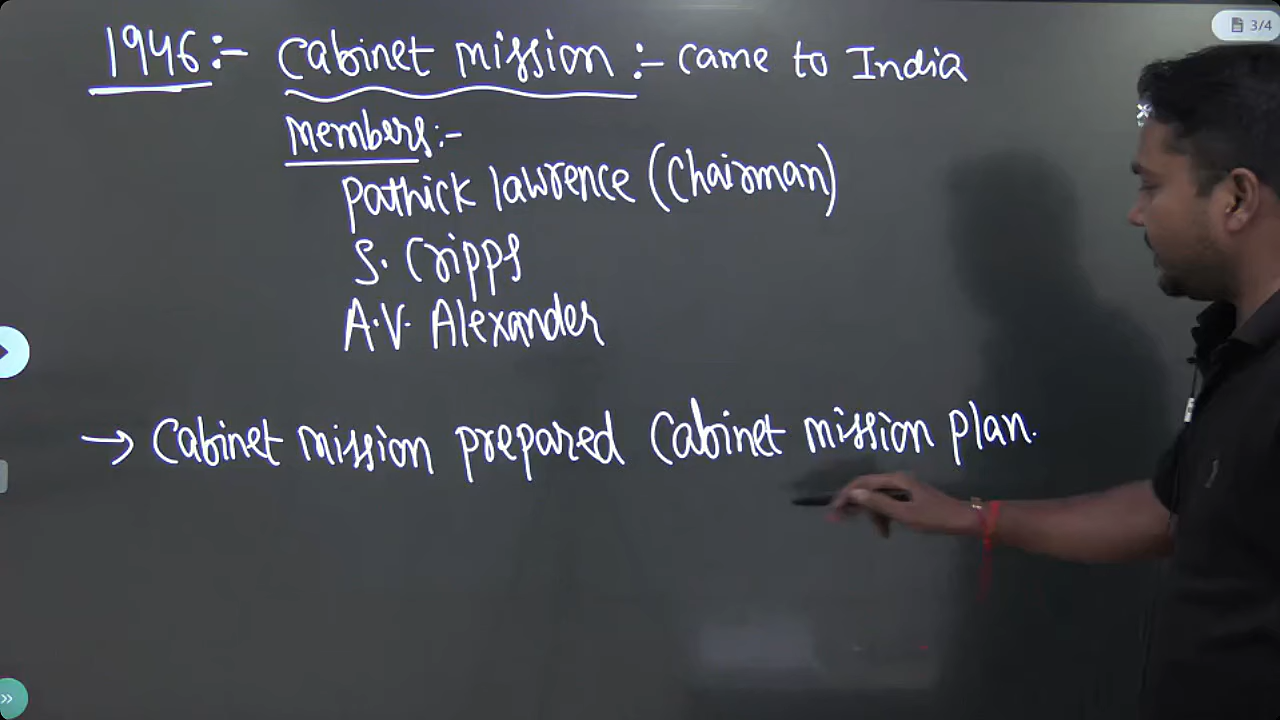 3/4
1946:- Cabinet mission:- came to India
members:-
pathick lawrence (Chairman)
S. Cripps
A.V. Alexander
→ Cabinet mission prepared Cabinet mission plan.